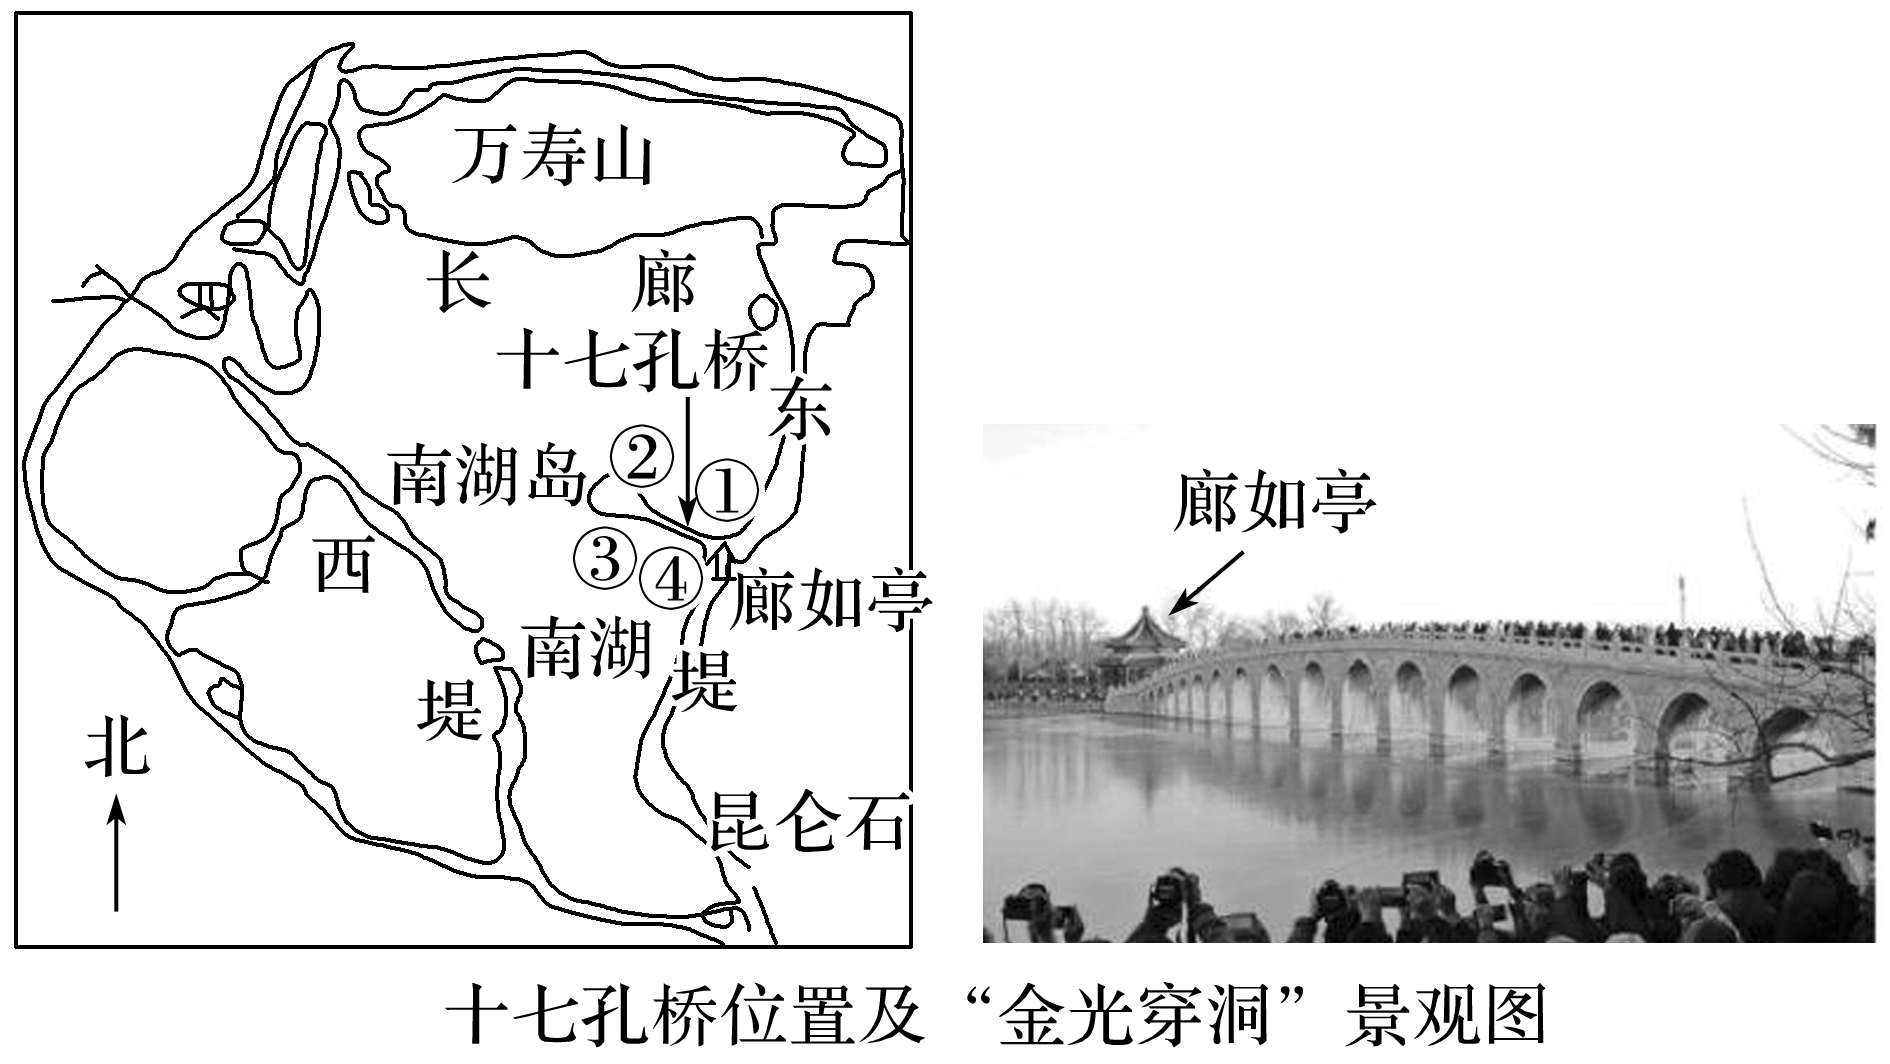 万寿山
长 廊
十七孔桥
东
南湖岛
②
①
③
④
西
廊如亭
南湖
堤
堤
北
昆仑石
廊如亭
十七孔桥位置及“金光穿洞”景观图